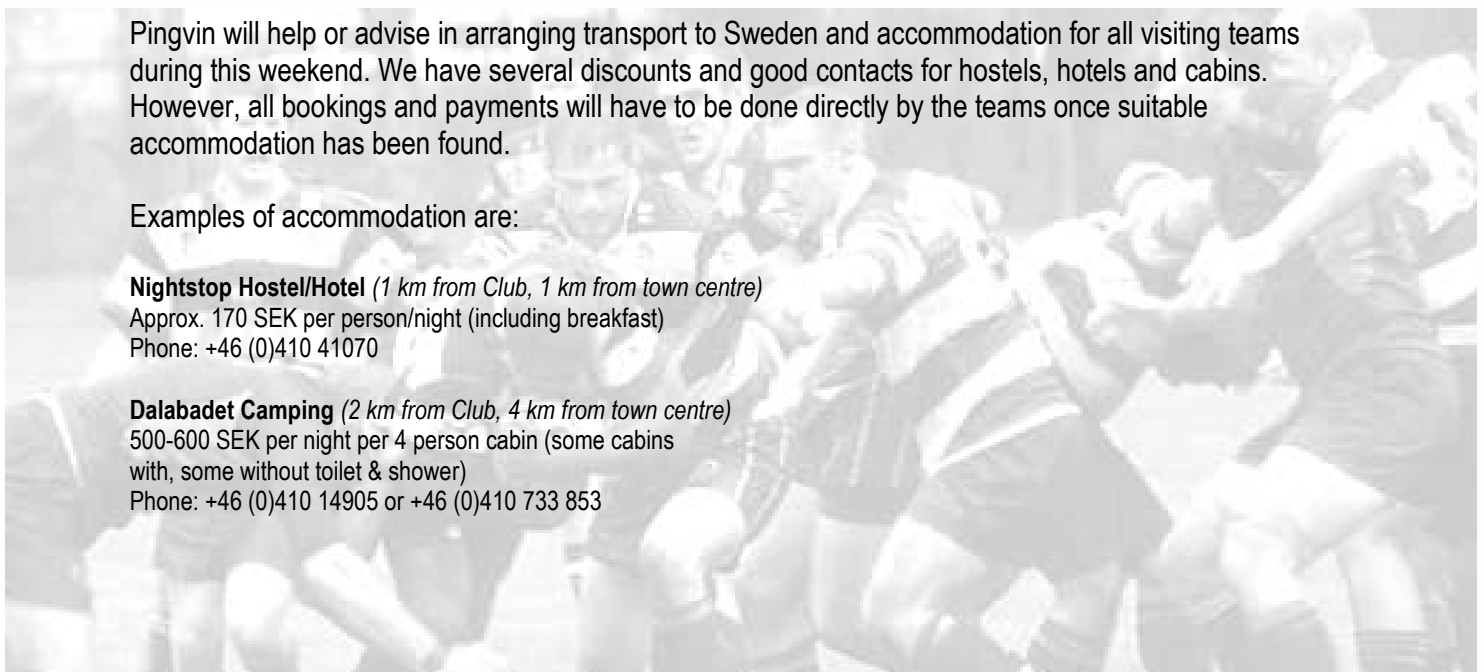 Pingvin will help or advise in arranging transport to Sweden and accommodation for all visiting teams
during this weekend. We have several discounts and good contacts for hostels, hotels and cabins.
However, all bookings and payments will have to be done directly by the teams once suitable
accommodation has been found.
Examples of accommodation are:
Nightstop Hostel/Hotel (1 km from Club, 1 km from town centre)
Approx. 170 SEK per person/night (including breakfast)
Phone: +46 (0)410 41070
Dalabadet Camping (2 km from Club, 4 km from town centre)
500-600 SEK per night per 4 person cabin (some cabins
with, some without toilet & shower)
Phone: +46 (0)410 14905 or +46 (0)410 733 853